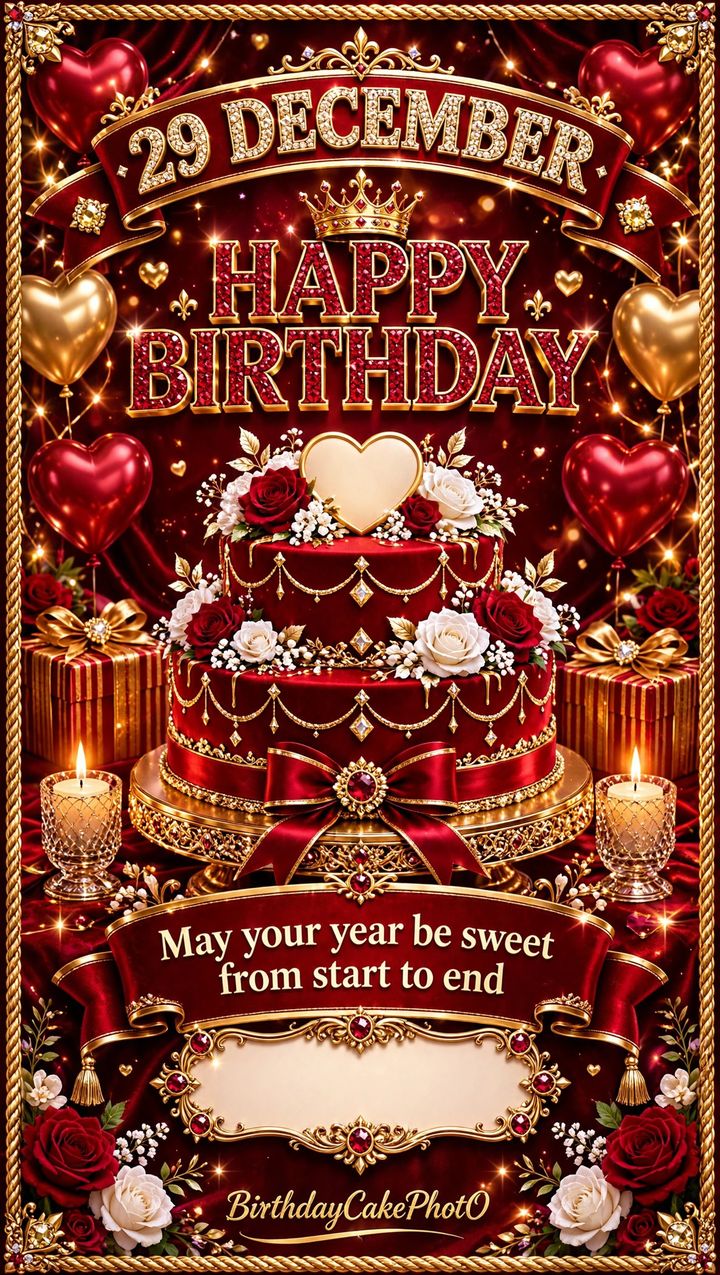 29 DECEMBER
HAPPY
BIRTHDAY
May your year be sweet
from start to end
BirthdayCakePhotO